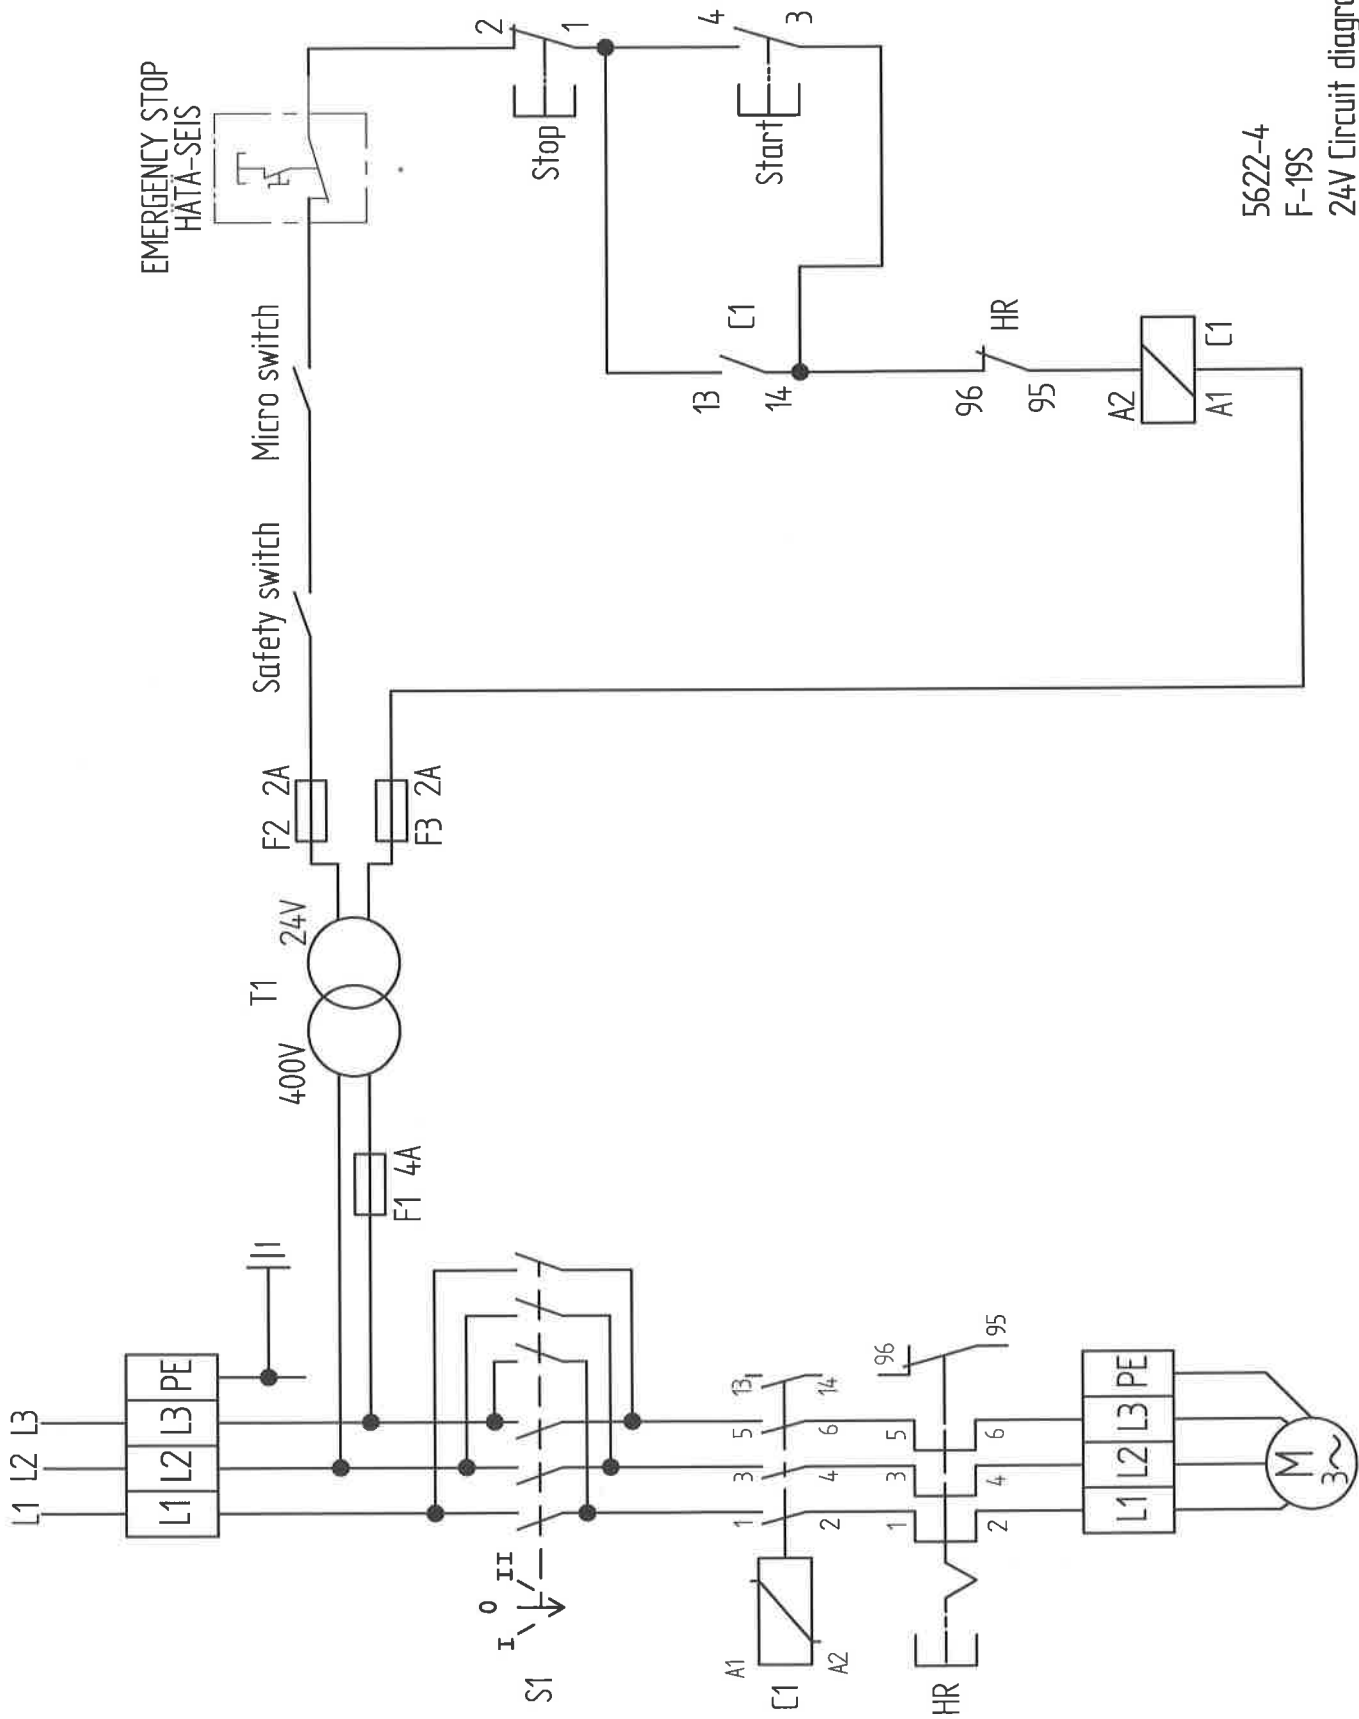 L1 L2 L3
L1 L2 L3 PE
F1 4A
400V
T1
24V
F2 2A
F3 2A
Safety switch
Micro switch
EMERGENCY STOP
HÄTÄ-SEIS
2
1
Stop
4
3
Start
13
14
C1
96
95
HR
A2
A1
C1
I O II
S1
A1
A2
C1
1
2
3
4
5
6
13
14
HR
1
2
3
4
5
6
96
95
L1 L2 L3 PE
M
3~
5622-4
F-19S
24V Circuit